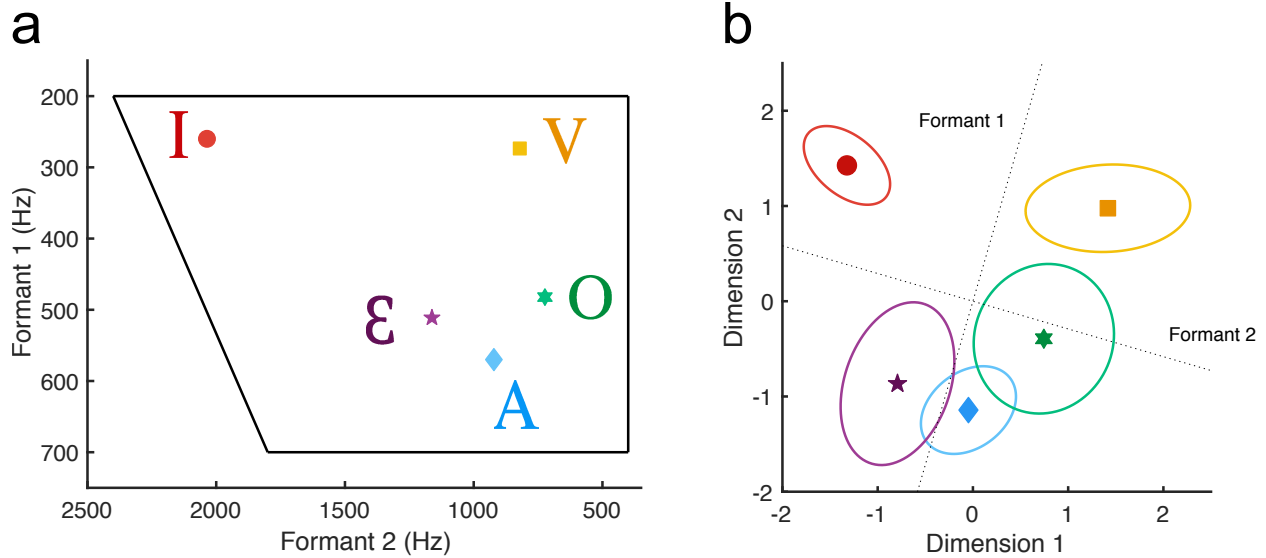 a
200
300
400
500
600
700
Formant 1 (Hz)
2500
2000
1500
1000
500
Formant 2 (Hz)
I
V
Ɛ
O
A
b
2
1
0
-1
-2
Dimension 2
-2
-1
0
1
2
Dimension 1
Formant 1
Formant 2